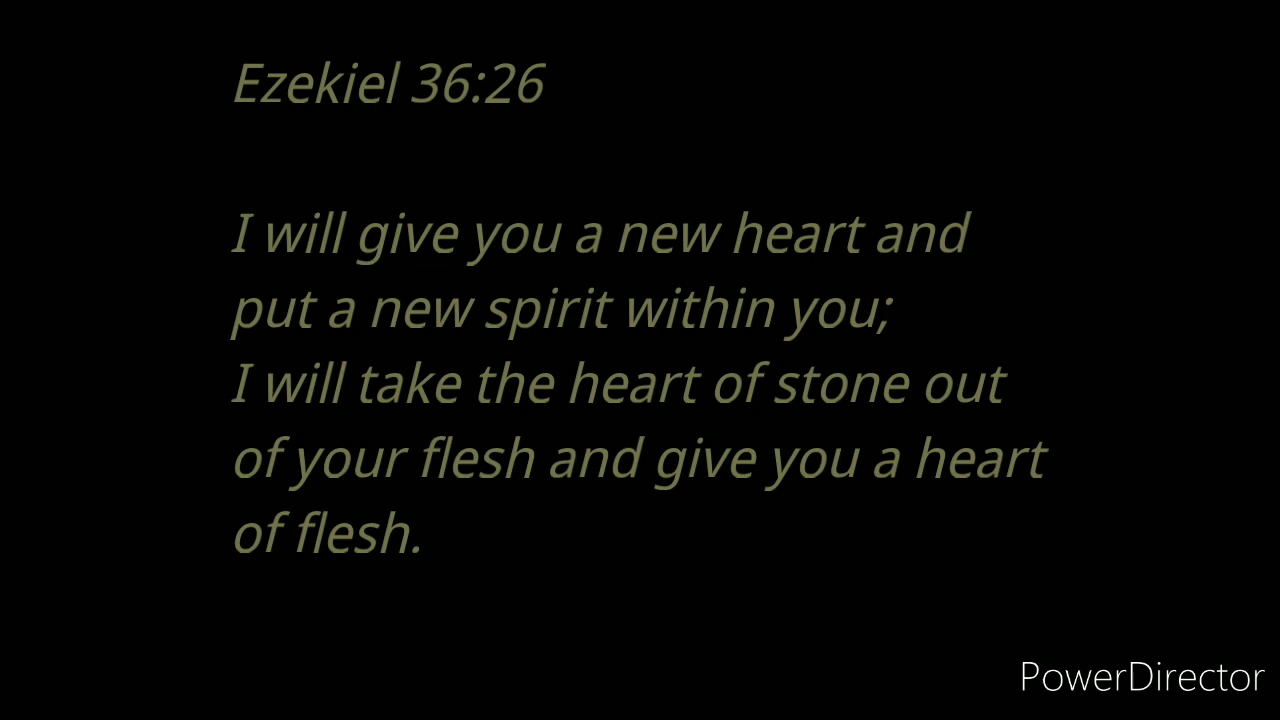 Ezekiel 36:26
I will give you a new heart and
put a new spirit within you;
I will take the heart of stone out
of your flesh and give you a heart
of flesh.
PowerDirector